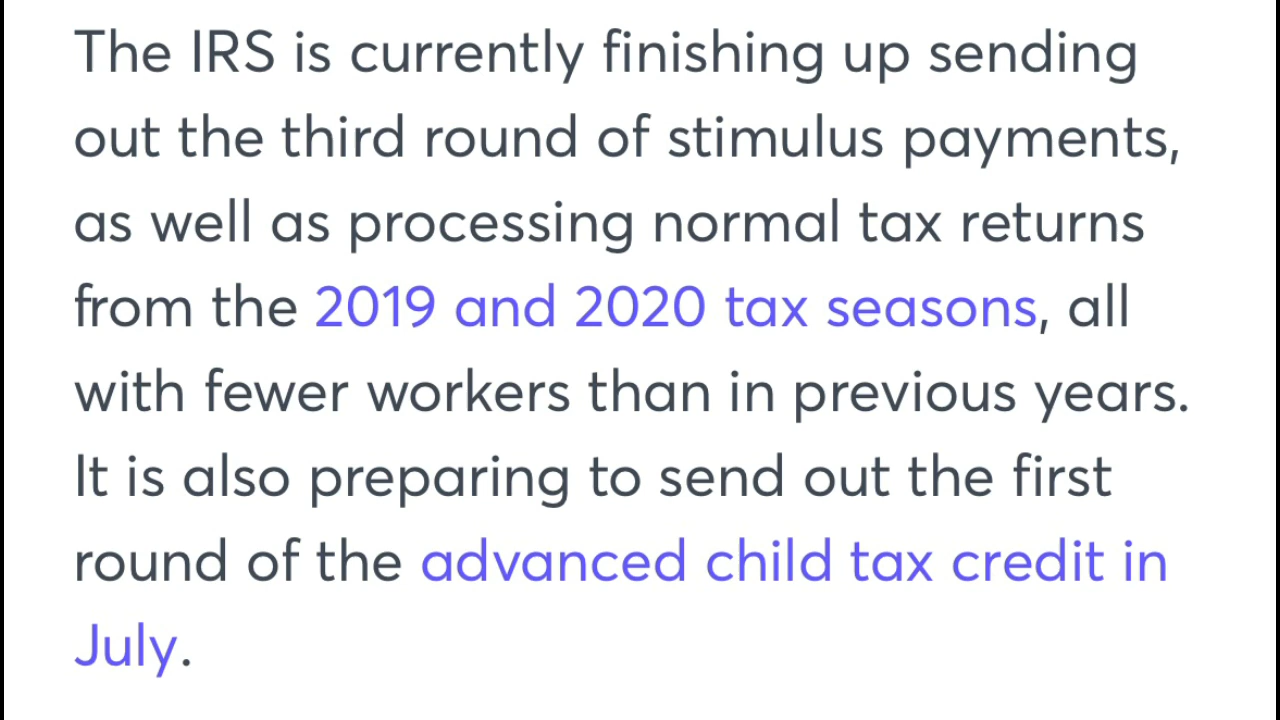 The IRS is currently finishing up sending
out the third round of stimulus payments,
as well as processing normal tax returns
from the 2019 and 2020 tax seasons, all
with fewer workers than in previous years.
It is also preparing to send out the first
round of the advanced child tax credit in
July.